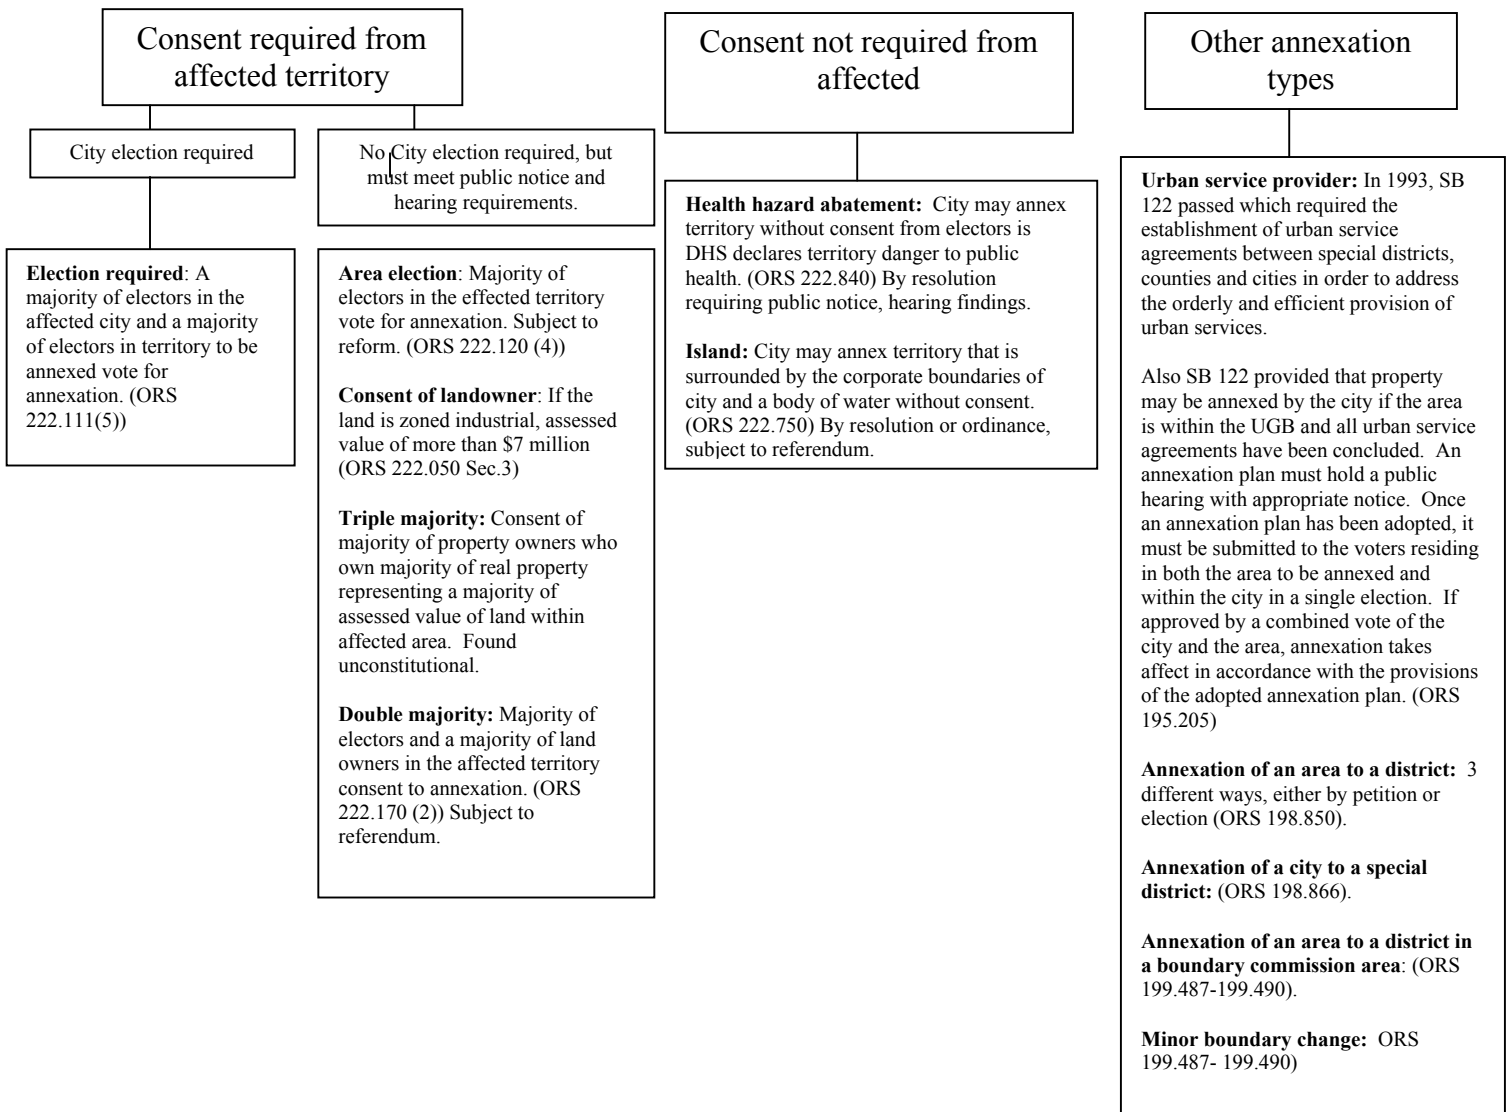 Consent required from
affected territory
City election required
Election required: A
majority of electors in the
affected city and a majority
of electors in territory to be
annexed vote for
annexation. (ORS
222.111(5))
No City election required, but
must meet public notice and
hearing requirements.
Area election: Majority of
electors in the effected territory
vote for annexation. Subject to
reform. (ORS 222.120 (4))
Consent of landowner: If the
land is zoned industrial, assessed
value of more than $7 million
(ORS 222.050 Sec.3)
Triple majority: Consent of
majority of property owners who
own majority of real property
representing a majority of
assessed value of land within
affected area.  Found
unconstitutional.
Double majority: Majority of
electors and a majority of land
owners in the affected territory
consent to annexation. (ORS
222.170 (2)) Subject to
referendum.
Consent not required from
affected
Health hazard abatement:  City may annex
territory without consent from electors is
DHS declares territory danger to public
health. (ORS 222.840) By resolution
requiring public notice, hearing findings.
Island: City may annex territory that is
surrounded by the corporate boundaries of
city and a body of water without consent.
(ORS 222.750) By resolution or ordinance,
subject to referendum.
Other annexation
types
Urban service provider: In 1993, SB
122 passed which required the
establishment of urban service
agreements between special districts,
counties and cities in order to address
the orderly and efficient provision of
urban services.
Also SB 122 provided that property
may be annexed by the city if the area
is within the UGB and all urban service
agreements have been concluded.  An
annexation plan must hold a public
hearing with appropriate notice.  Once
an annexation plan has been adopted, it
must be submitted to the voters residing
in both the area to be annexed and
within the city in a single election.  If
approved by a combined vote of the
city and the area, annexation takes
affect in accordance with the provisions
of the adopted annexation plan. (ORS
195.205)
Annexation of an area to a district:  3
different ways, either by petition or
election (ORS 198.850).
Annexation of a city to a special
district: (ORS 198.866).
Annexation of an area to a district in
a boundary commission area: (ORS
199.487-199.490).
Minor boundary change:  ORS
199.487- 199.490)